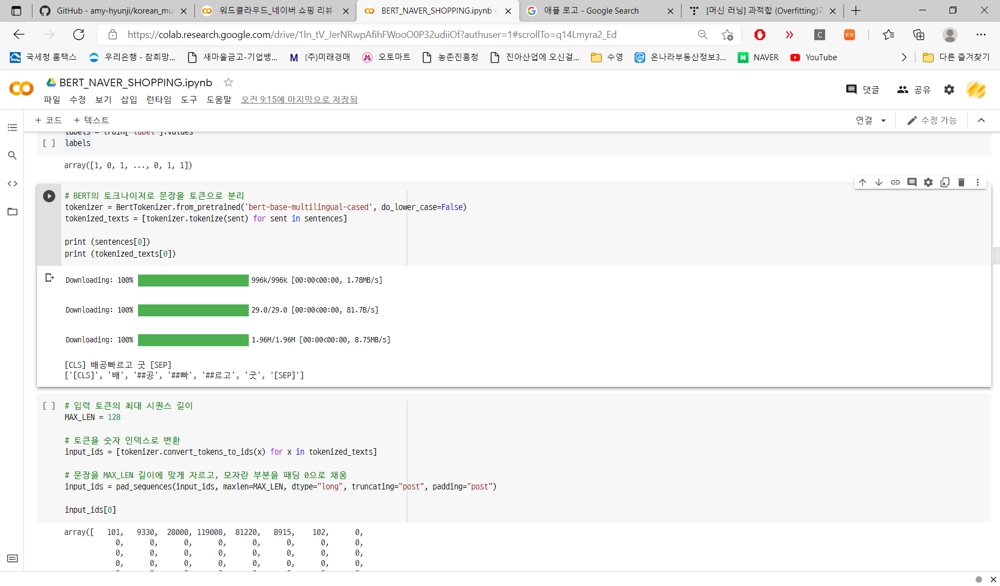 GitHub - amy-hyunji/korean_mu
워드클라우드_네이버 쇼핑 리뷰
BERT_NAVER_SHOPPING.ipynb -
애플 로고 - Google Search
[머신 러닝] 과적합 (Overfitting)
https://colab.research.google.com/drive/1ln_tV_JerNRwpAfihFWooO0P32udiiOf?authuser=1#scrollTo=q14Lmyra2_Ed
국세청 홈택스
우리은행 - 참희망...
새마을금고-기업뱅...
(주)미래경매
오토마트
농촌진흥청
진아산업에 오신걸...
수영
온나라부동산정보3...
NAVER
YouTube
다른 즐겨찾기
BERT_NAVER_SHOPPING.ipynb
댓글
공유
파일 수정 보기 삽입 런타임 도구 도움말 오전 9:15에 마지막으로 저장됨
+ 코드 + 텍스트
연결
수정 가능
labels = train['label'].values
[ ] labels
array([1, 0, 1, ..., 0, 1, 1])
# BERT의 토크나이저로 문장을 토큰으로 분리
tokenizer = BertTokenizer.from_pretrained('bert-base-multilingual-cased', do_lower_case=False)
tokenized_texts = [tokenizer.tokenize(sent) for sent in sentences]
print (sentences[0])
print (tokenized_texts[0])
Downloading: 100% 996k/996k [00:00<00:00, 1.78MB/s]
Downloading: 100% 29.0/29.0 [00:00<00:00, 81.7B/s]
Downloading: 100% 1.96M/1.96M [00:00<00:00, 8.75MB/s]
[CLS] 배공빠르고 굿 [SEP]
['[CLS]', '배', '##공', '##빠', '##르고', '굿', '[SEP]']
[ ] # 입력 토큰의 최대 시퀀스 길이
MAX_LEN = 128
# 토큰을 숫자 인덱스로 변환
input_ids = [tokenizer.convert_tokens_to_ids(x) for x in tokenized_texts]
# 문장을 MAX_LEN 길이에 맞게 자르고, 모자란 부분을 패딩 0으로 채움
input_ids = pad_sequences(input_ids, maxlen=MAX_LEN, dtype="long", truncating="post", padding="post")
input_ids[0]
array([ 101, 9330, 28000, 119008, 81220, 8915, 102, 0,
0, 0, 0, 0, 0, 0, 0, 0,
0, 0, 0, 0, 0, 0, 0, 0,
0, 0, 0, 0, 0, 0, 0, 0,